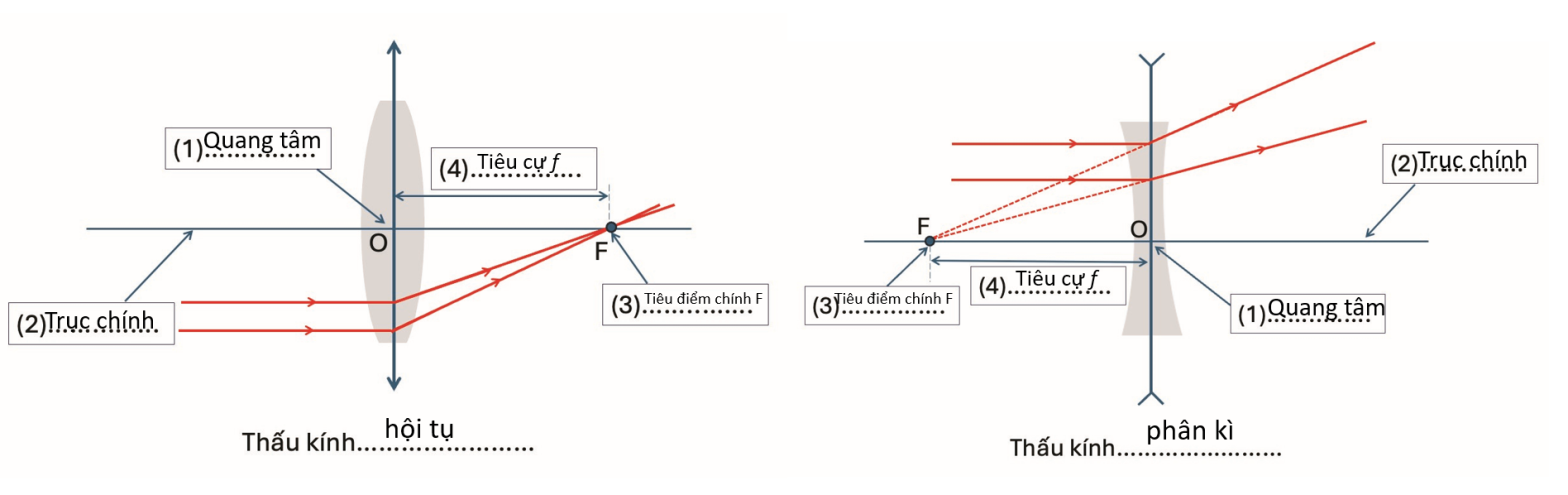 (1)Quang tâm
(4) Tiêu cự f
O
F
(3) Tiêu điểm chính F
(2)Trục chính
Thấu kính hội tụ
(2)Trục chính
F
O
(4) Tiêu cự f
(3)Tiêu điểm chính F
(1)Quang tâm
Thấu kính phân kì